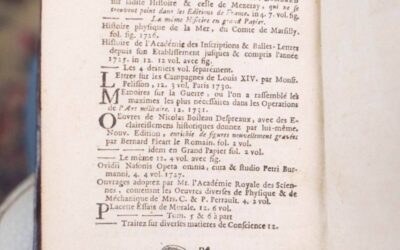 sur ladite Histoire & celle de Mezeray, qui ne se
trouvent point dans les Editions de France. in 4. 7. vol. fig.
La même Histoire en grand Papier.
Histoire physique de la Mer, du Comte de Marsilly.
fol. fig. 1726.
Histoire de l'Académie des Inscriptions & Belles-Lettres
depuis son Etablissement jusques & compris l'année
1725. in 12. 12 vol avec fig.
Les 4 derniers vol. séparément.
LEttres sur les Campagnes de Louis XIV. par Mons.
Pelisson, 12. 3 vol. Paris 1730.
MEmoires sur la Guerre, ou l'on a rassemblé les
maximes les plus necessaires dans les Operations
de l'Art militaire. 12. 1731.
OEuvres de Nicolas Boileau Despreaux, avec des E-
claircissemens historiques donnez par lui-même.
Nouv. Edition, enrichie de figures nouvellement gravées
par Bernard Picart le Romain. fol. 2 vol.
idem en Grand Papier fol. 2 vol.
Le même 12. 4 vol. avec fig.
Ovidii Nasonis Opera omnia, cura & studio Petri Bur-
manni, 4. 4 vol. 1727.
Ouvrages adoptez par Mr. l'Académie Royale des Scien-
ces, contenant les Oeuvres diverses de Physique & de
Méchanique de Mrs. C. & P. Perrault. 4. 2 vol.
PLacette Essais de Morale. 12. 6 vol.
Tom. 5 & 6 à part
Traitez sur diverses matieres de Conscience 12.